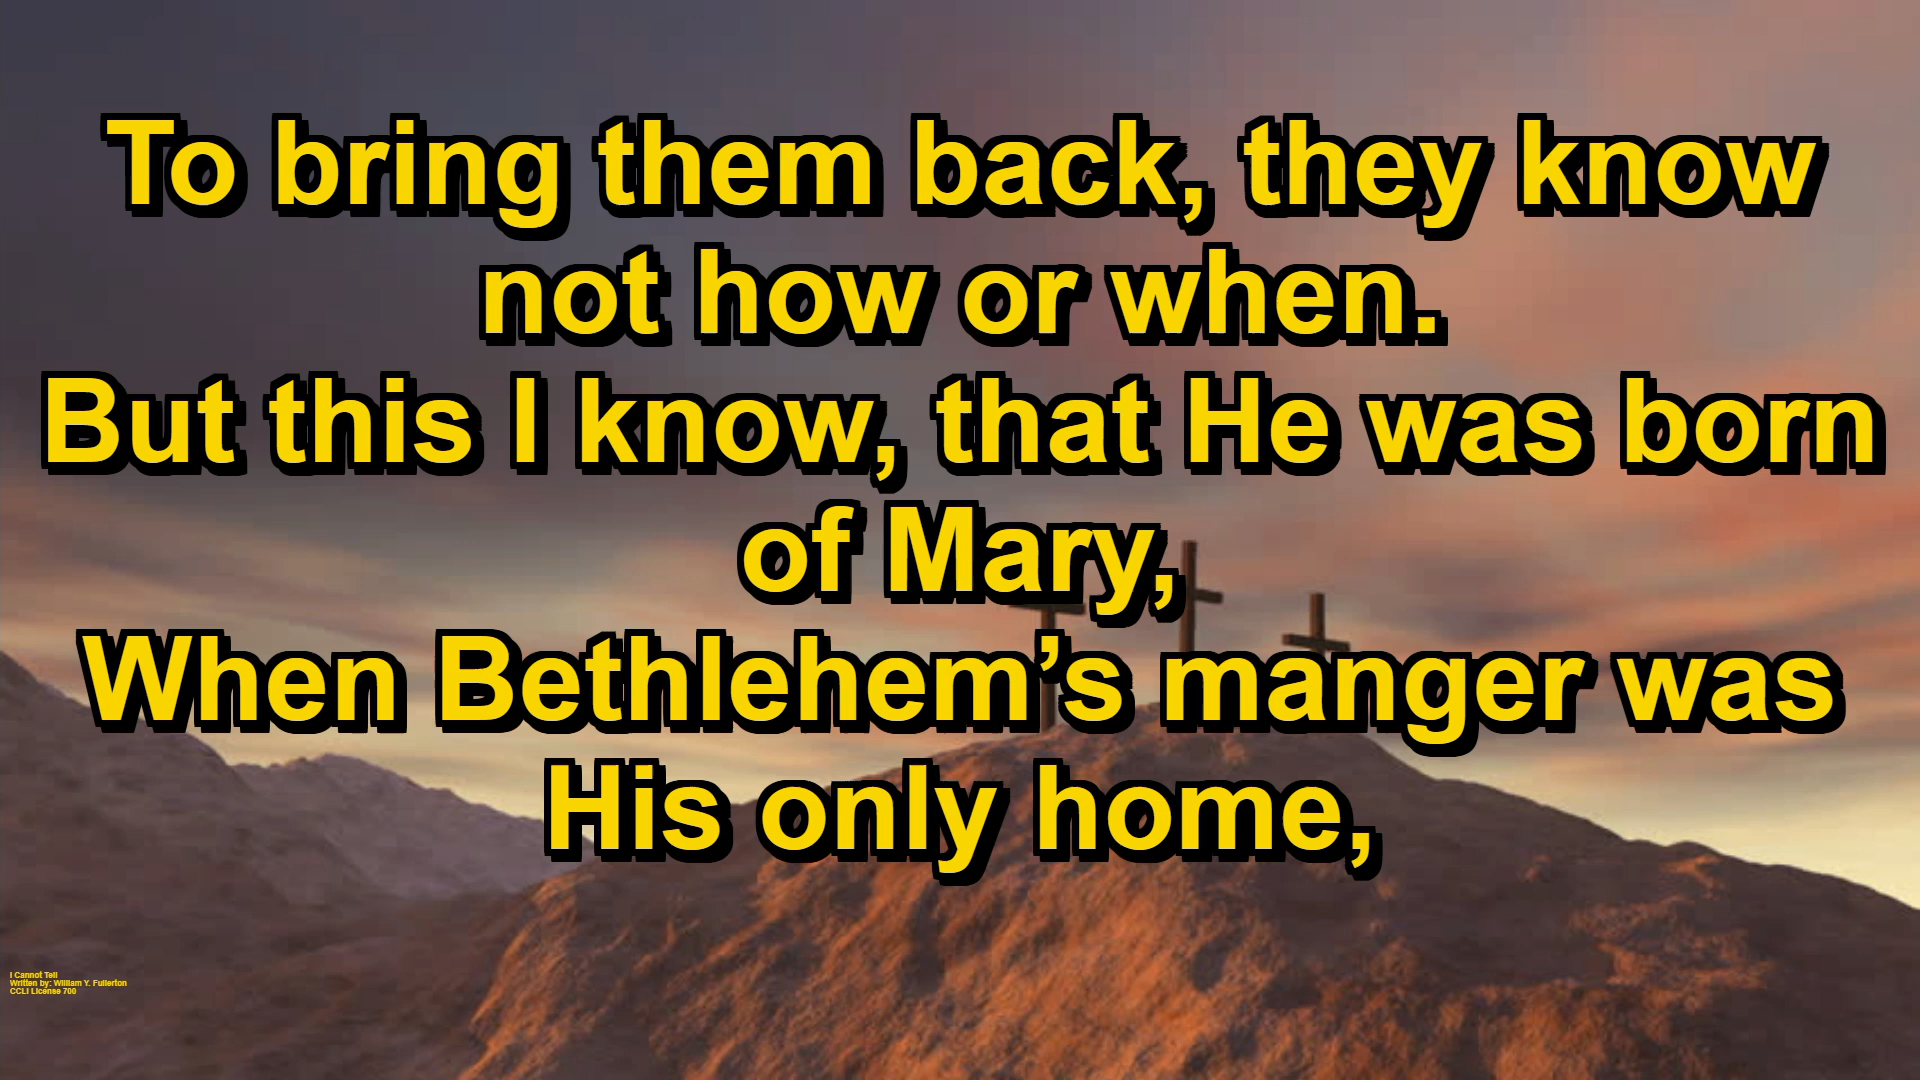 To bring them back, they know
not how or when.
But this I know, that He was born
of Mary,
When Bethlehem’s manger was
His only home,
I Cannot Tell
Written by: William Y. Fullerton
CCLI License 700